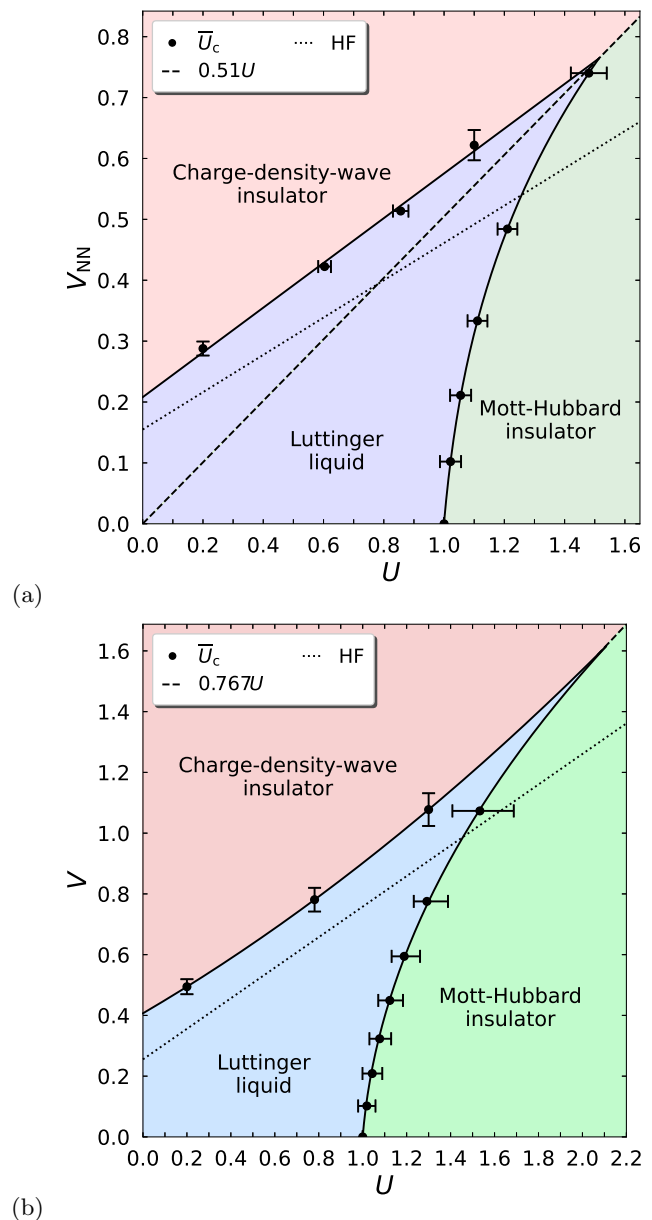 0.8
0.7
0.6
0.5
0.4
0.3
0.2
0.1
0.0
V_NN
U̅_c
HF
0.51U
Charge-density-wave
insulator
Luttinger
liquid
Mott-Hubbard
insulator
0.0 0.2 0.4 0.6 0.8 1.0 1.2 1.4 1.6
U
(a)
1.6
1.4
1.2
1.0
0.8
0.6
0.4
0.2
0.0
V
U̅_c
HF
0.767U
Charge-density-wave
insulator
Mott-Hubbard
insulator
Luttinger
liquid
0.0 0.2 0.4 0.6 0.8 1.0 1.2 1.4 1.6 1.8 2.0 2.2
U
(b)